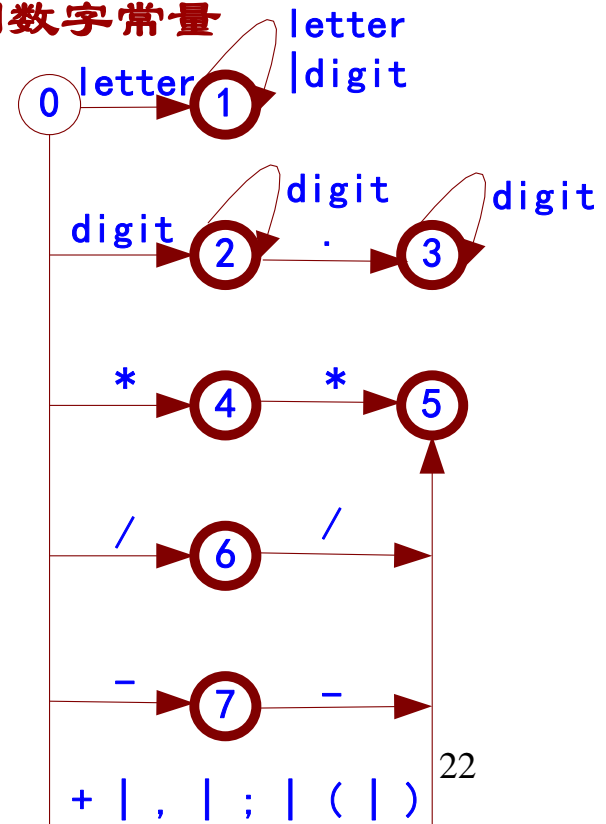 数字常量
letter
0 letter 1 |digit
digit 2 digit . 3 digit
* 4 * 5
/ 6 /
- 7 -
22
+ | , | ; | ( | )